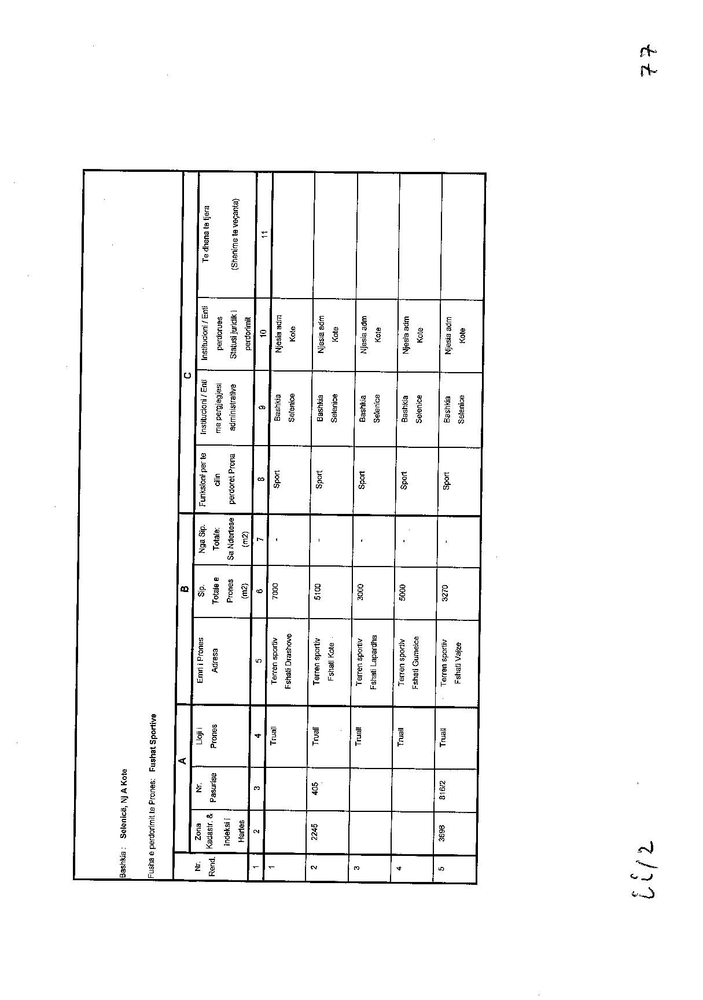 Bashkia : Selenicë, Nj A Kote
Fusha e perdorimit te Prones: Fushat Sportive
A B C
Nr. Rend. | Zona Kadastr. & Indeksi i Hartes | Nr. Pasurise | Lloji i Prones | Emri i Prones Adresa | Sip. Totale e Prones (m2) | Nga Sip. Totale: Sa Ndertese (m2) | Funksioni per te cilin perdoret Prona | Institucioni / Enti me pergjegjesi administrative | Institucioni / Enti perdorues Statusi juridik i perdorimit | Te dhena te tjera (Shenime te veçanta)
1 2 3 4 5 6 7 8 9 10 11
1 Truall Terren sportiv Fshati Drashove 7000 - Sport Bashkia Selenice Njesia adm Kote
2 2245 405 Truall Terren sportiv Fshati Kote 5100 - Sport Bashkia Selenice Njesia adm Kote
3 Truall Terren sportiv Fshati Lapardha 3000 - Sport Bashkia Selenice Njesia adm Kote
4 Truall Terren sportiv Fshati Gumeice 5000 - Sport Bashkia Selenice Njesia adm Kote
5 3698 816/2 Truall Terren sportiv Fshati Vajze 3270 - Sport Bashkia Selenice Njesia adm Kote
77